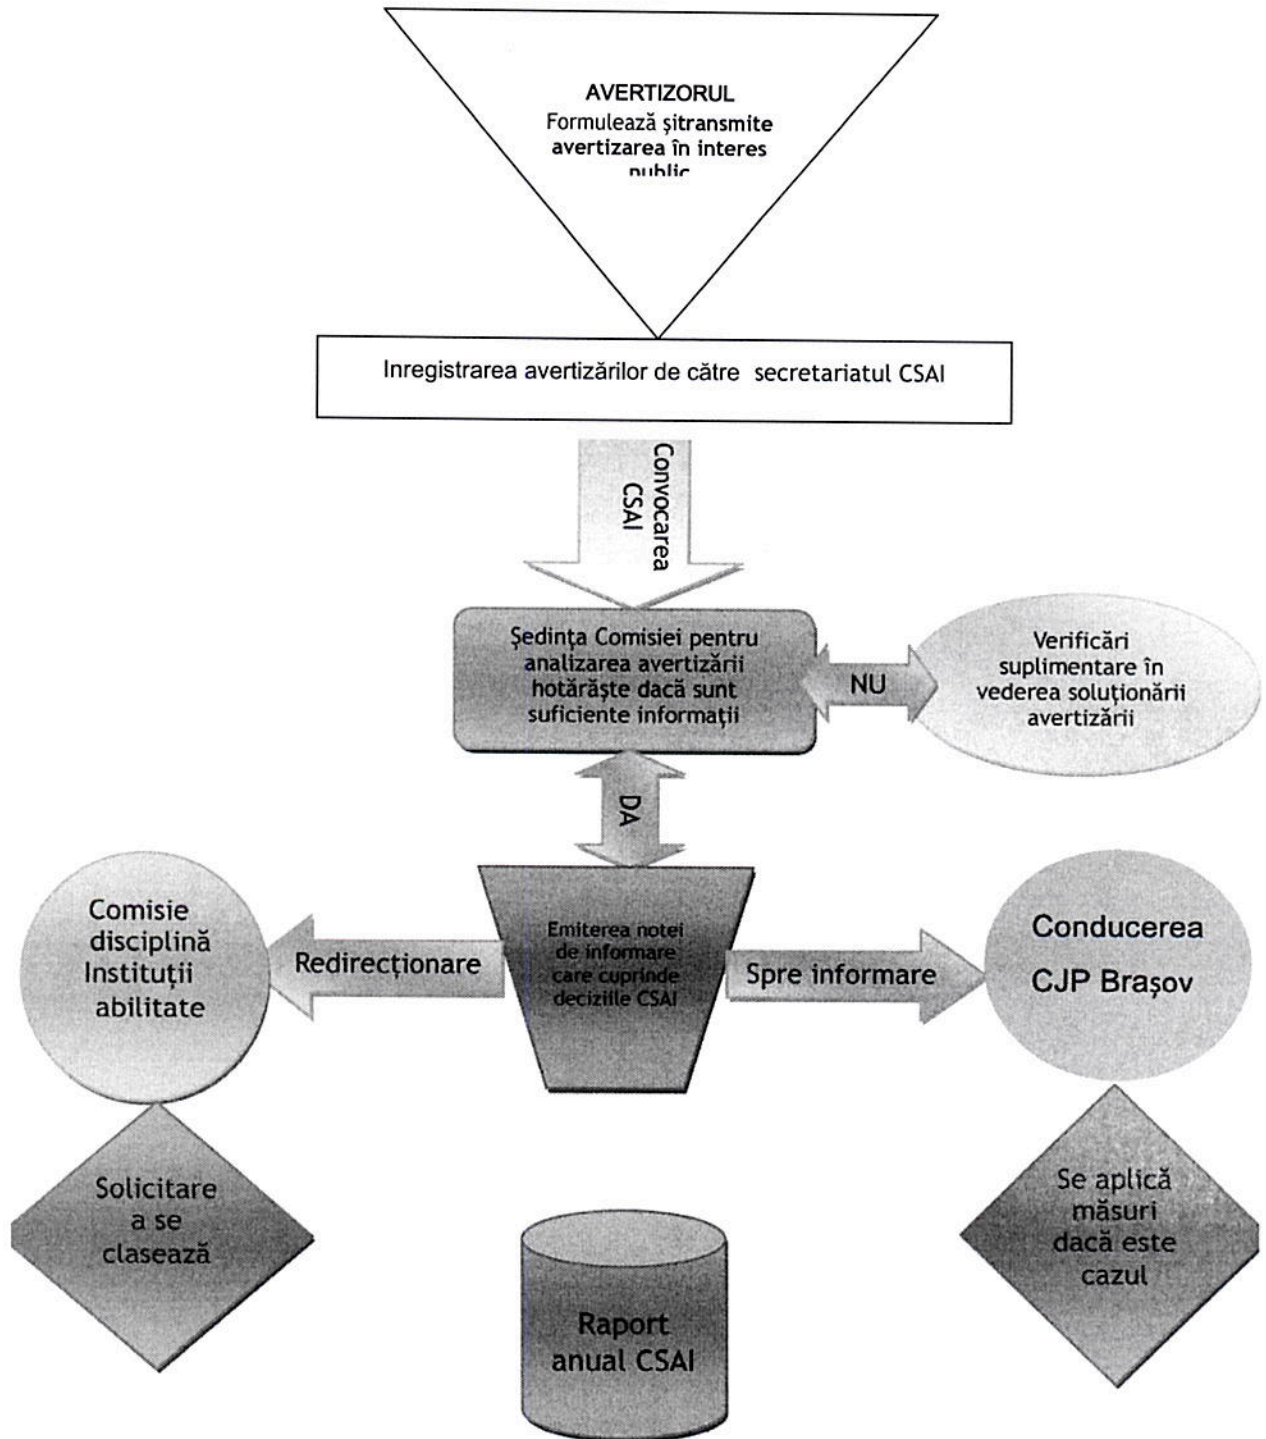 AVERTIZORUL
Formulează șitransmite
avertizarea în interes
public
Inregistrarea avertizărilor de către secretariatul CSAI
Convocarea
CSAI
Ședința Comisiei pentru
analizarea avertizării
hotărăște dacă sunt
suficiente informații
NU
Verificări
suplimentare în
vederea soluționării
avertizării
DA
Comisie
disciplină
Instituții
abilitate
Redirecționare
Emiterea notei
de informare
care cuprinde
deciziile CSAI
Spre informare
Conducerea
CJP Brașov
Solicitare
a se
clasează
Raport
anual CSAI
Se aplică
măsuri
dacă este
cazul